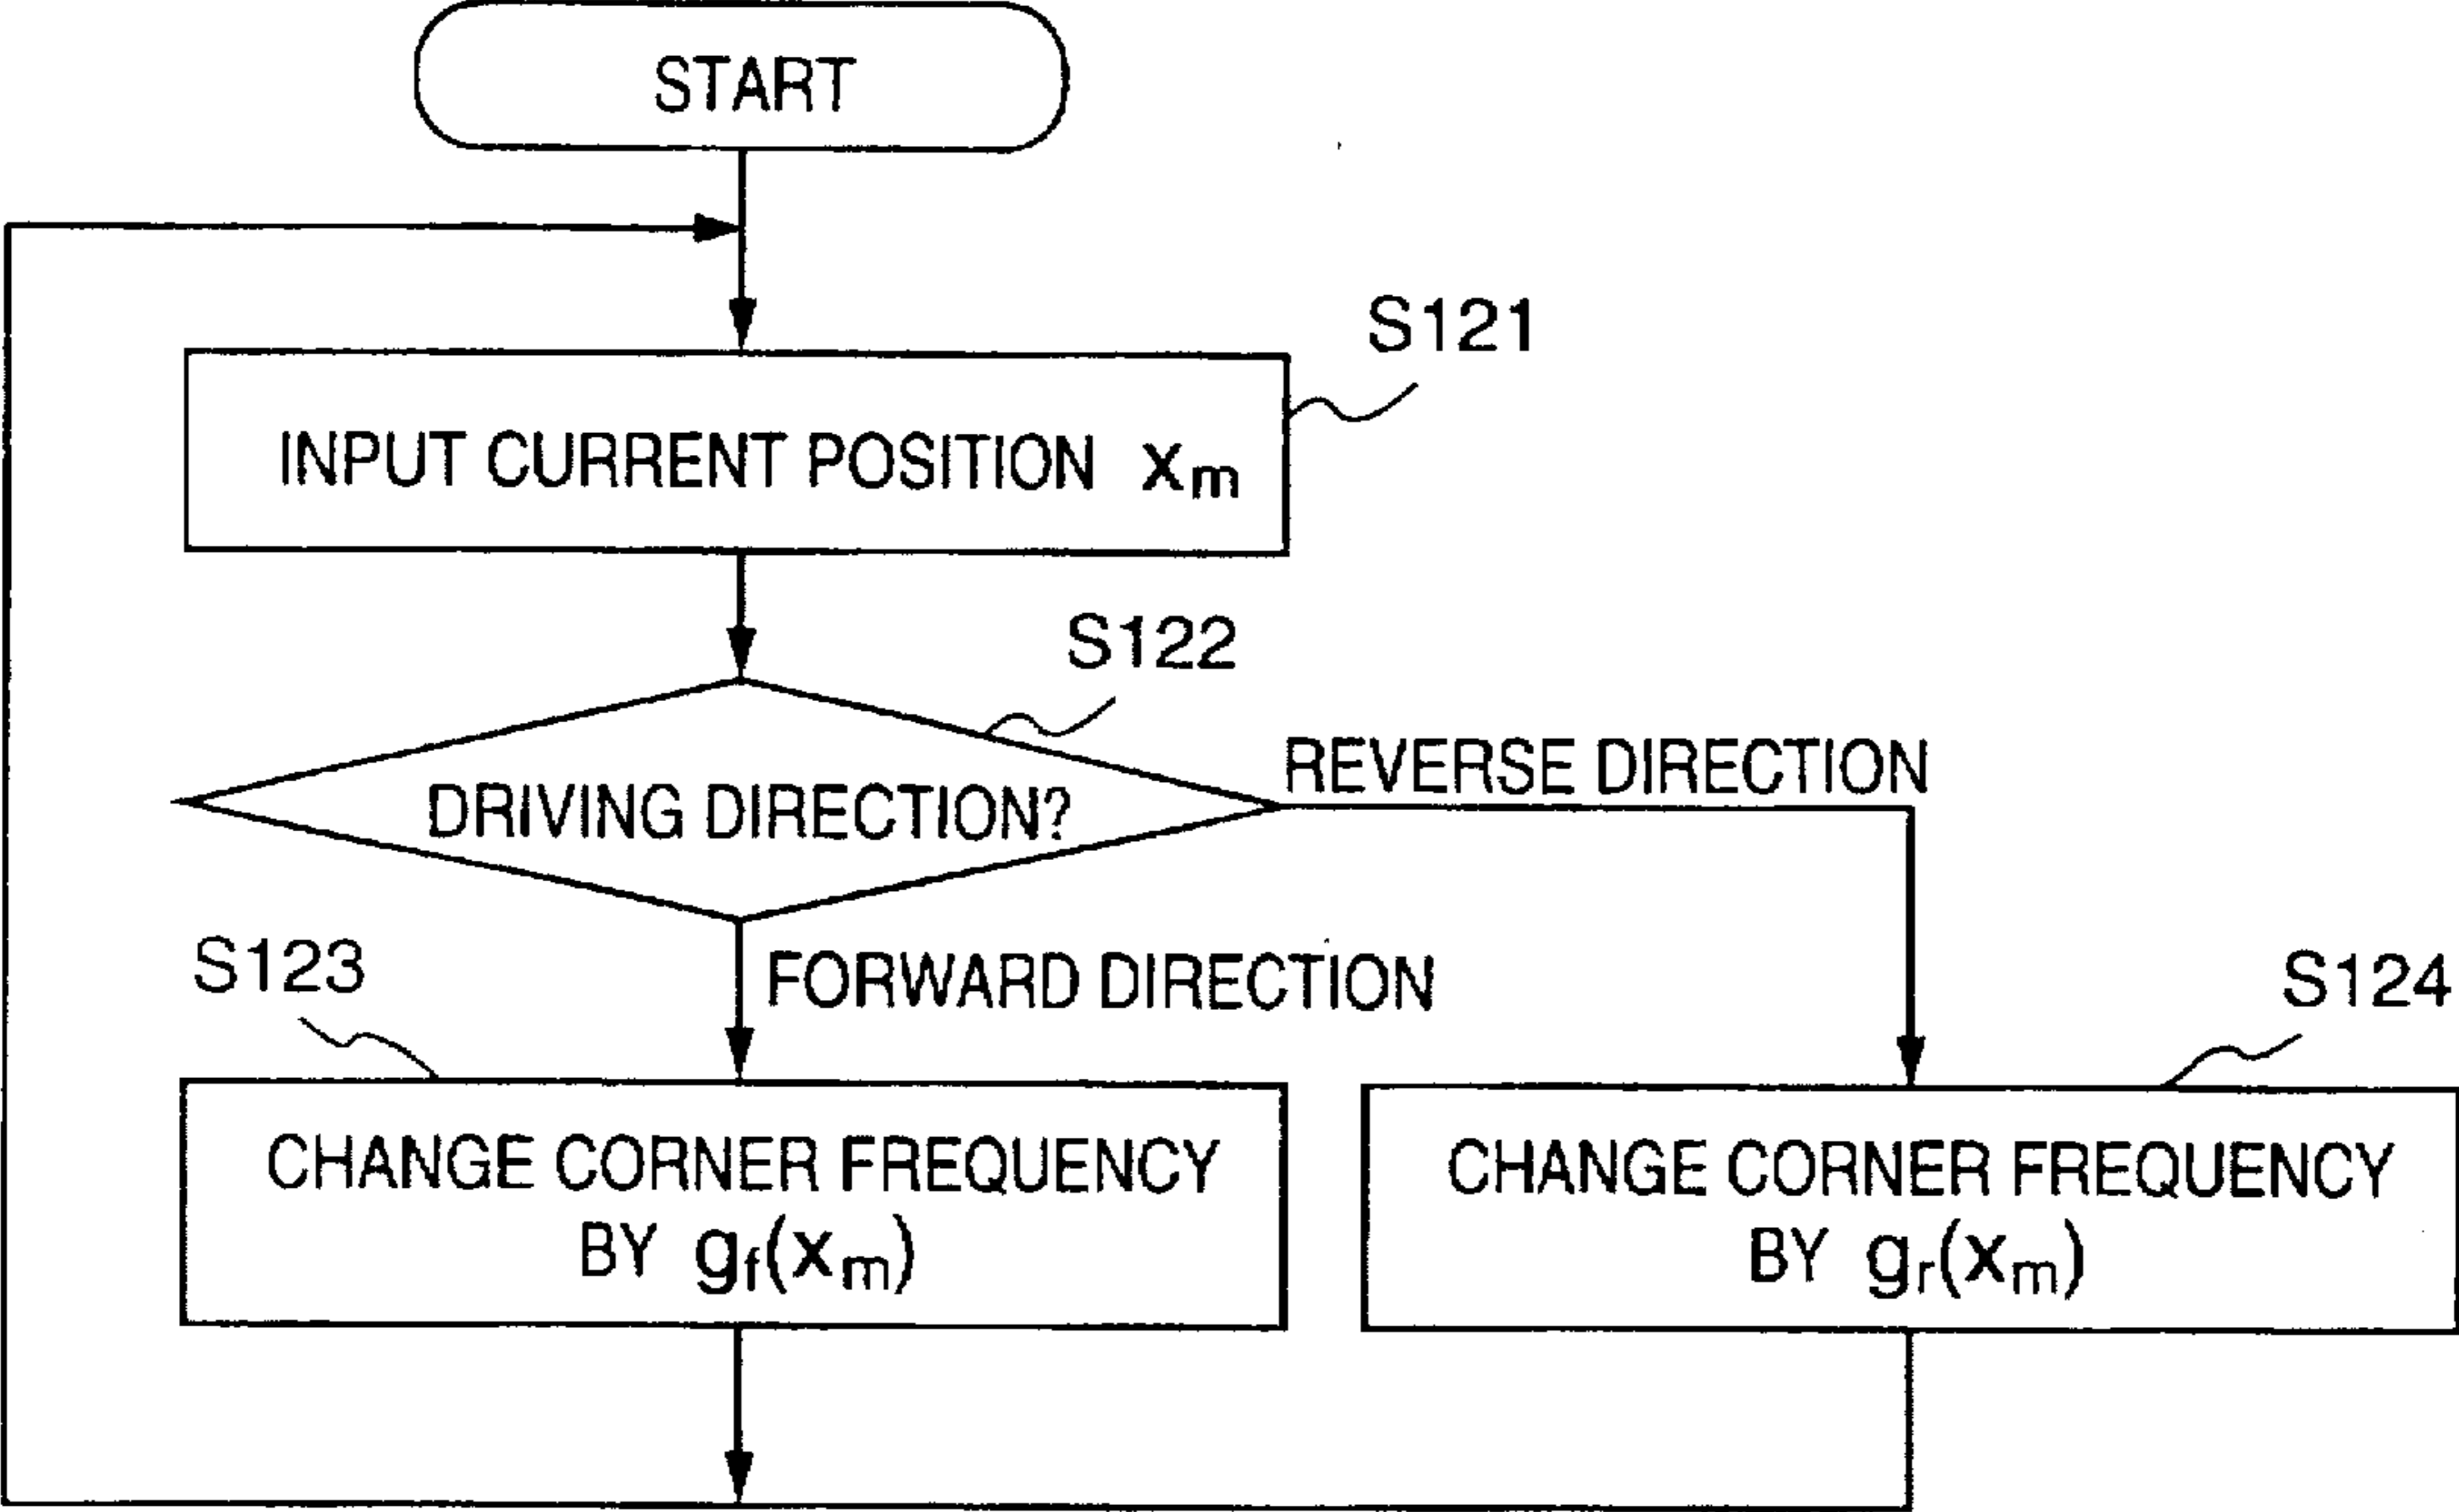 START
S121
INPUT CURRENT POSITION xm
S122
REVERSE DIRECTION
DRIVING DIRECTION?
S123
FORWARD DIRECTION
S124
CHANGE CORNER FREQUENCY
BY gf(xm)
CHANGE CORNER FREQUENCY
BY gr(xm)